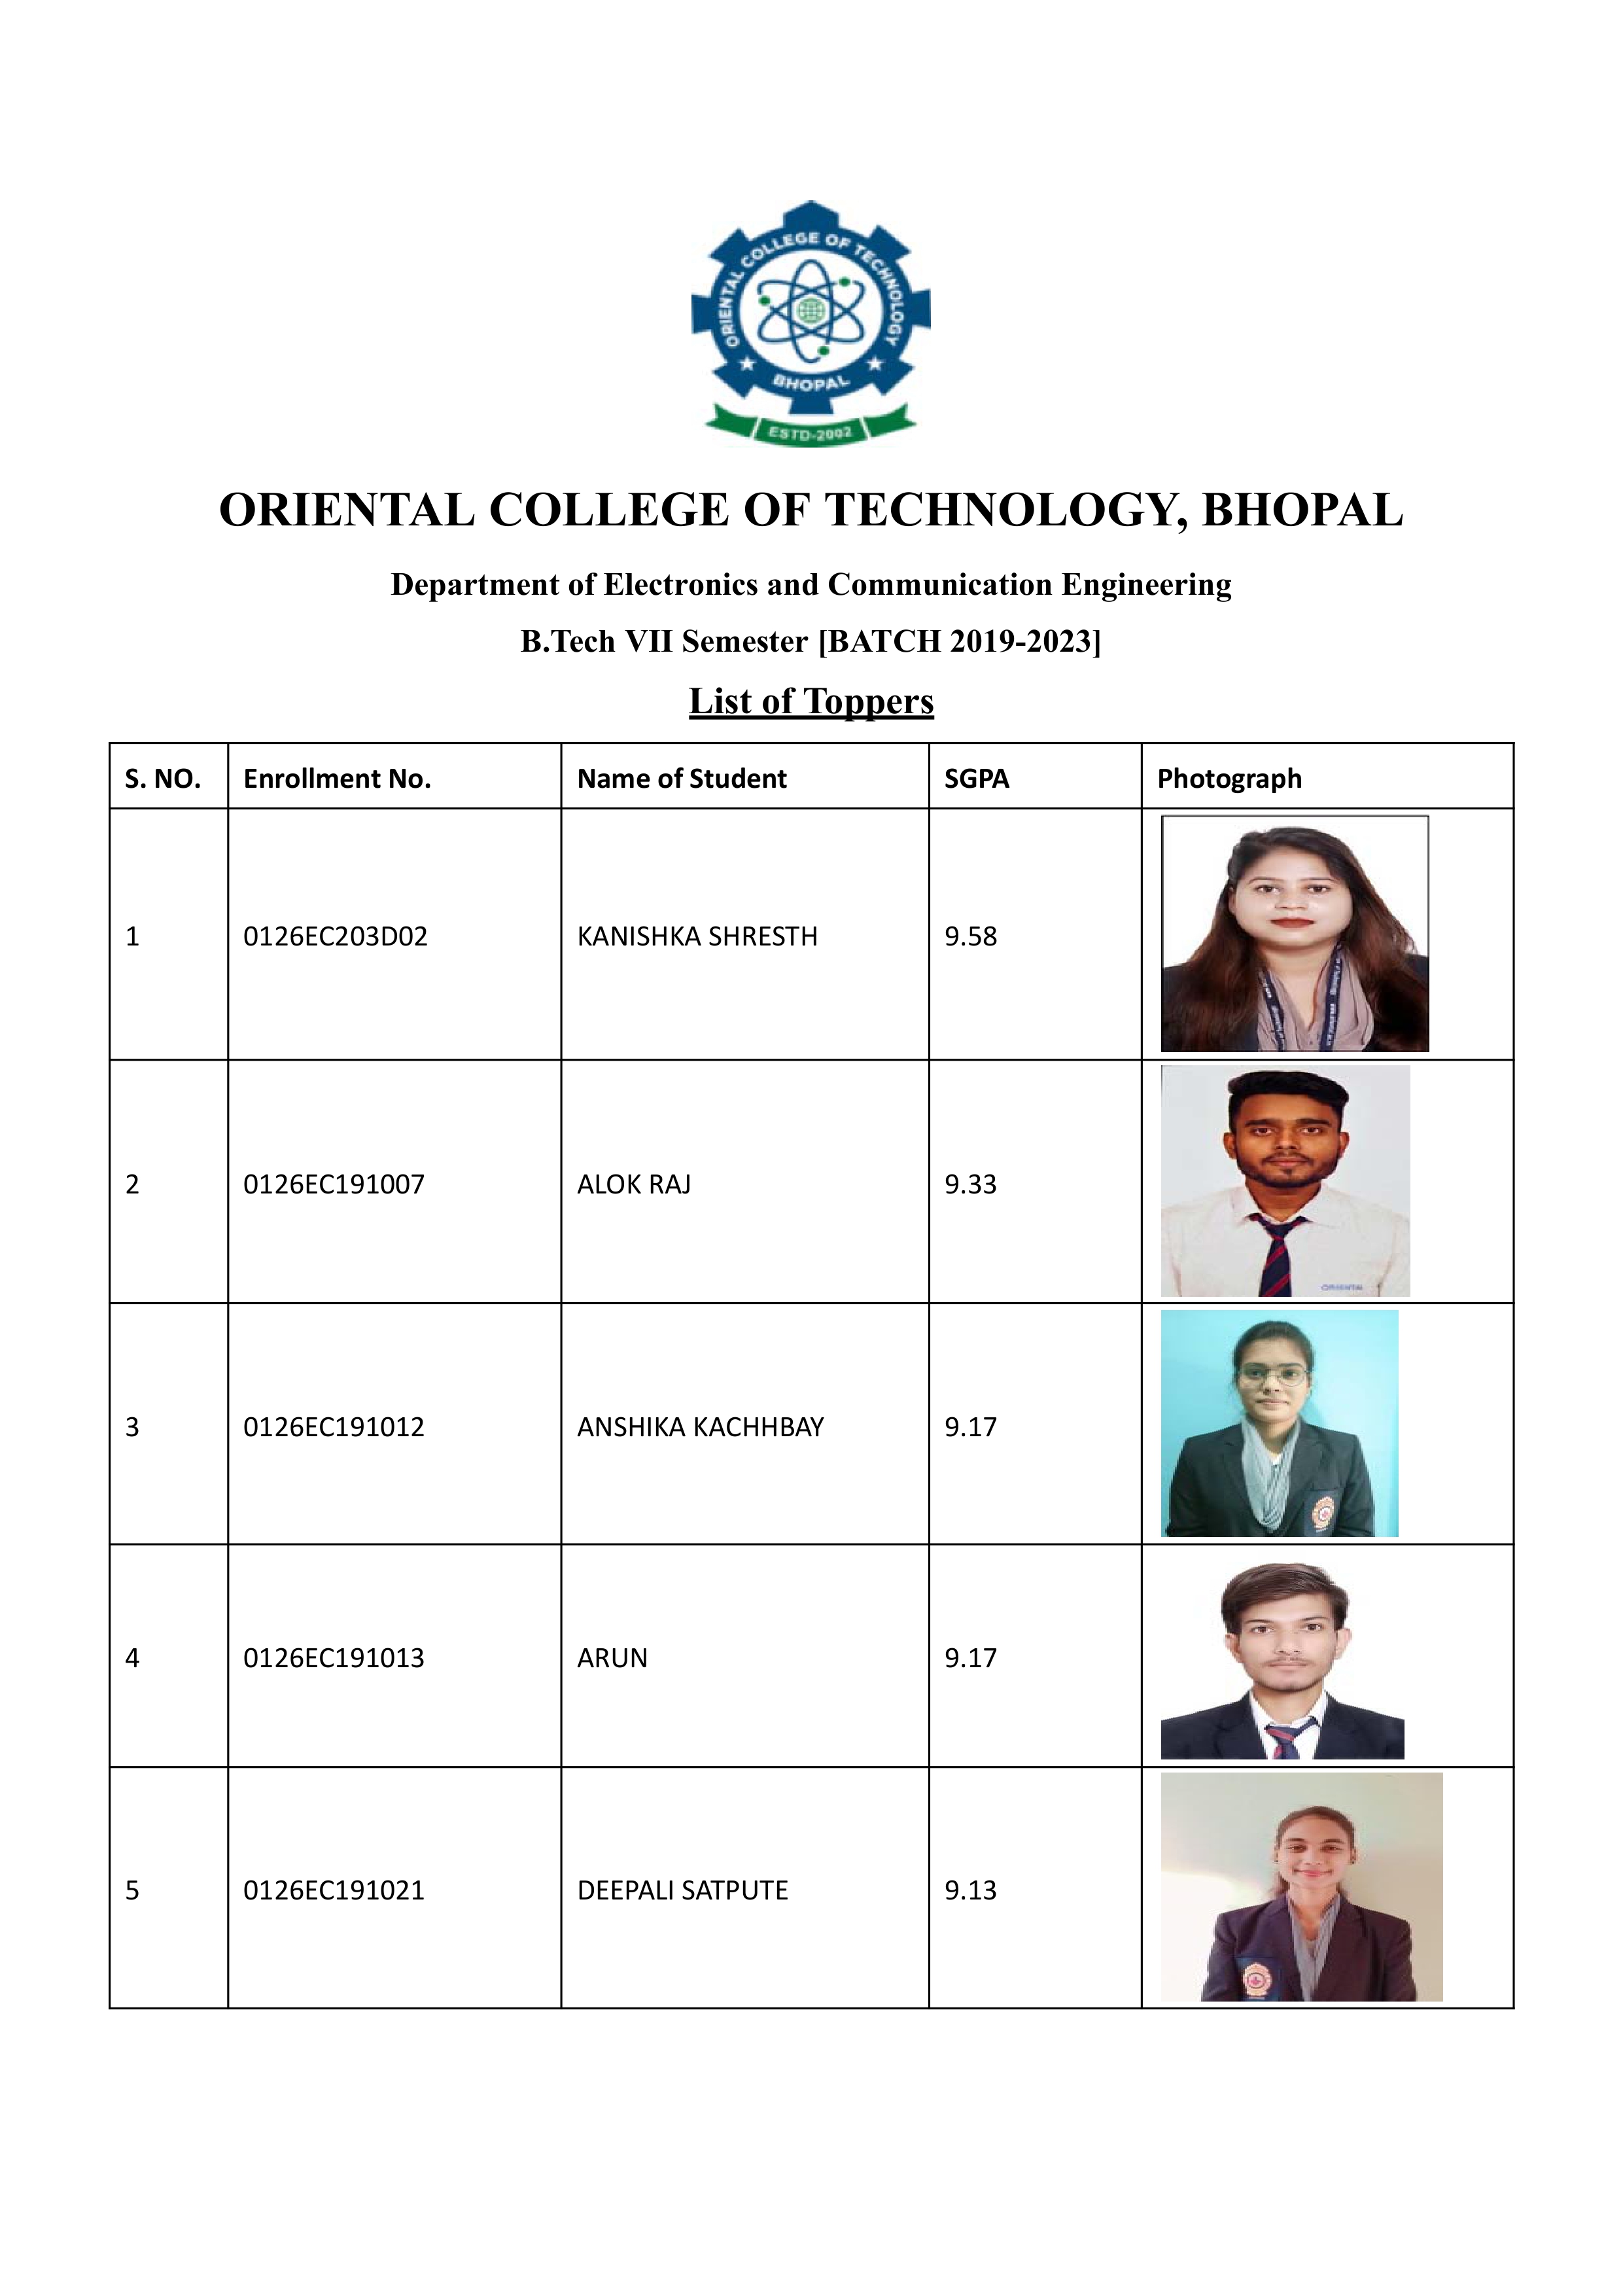 ORIENTAL COLLEGE OF TECHNOLOGY
BHOPAL
ESTD-2002
ORIENTAL COLLEGE OF TECHNOLOGY, BHOPAL
Department of Electronics and Communication Engineering
B.Tech VII Semester [BATCH 2019-2023]
List of Toppers
S. NO. Enrollment No. Name of Student SGPA Photograph
1 0126EC203D02 KANISHKA SHRESTH 9.58
2 0126EC191007 ALOK RAJ 9.33
ORIENTAL
3 0126EC191012 ANSHIKA KACHHBAY 9.17
4 0126EC191013 ARUN 9.17
5 0126EC191021 DEEPALI SATPUTE 9.13